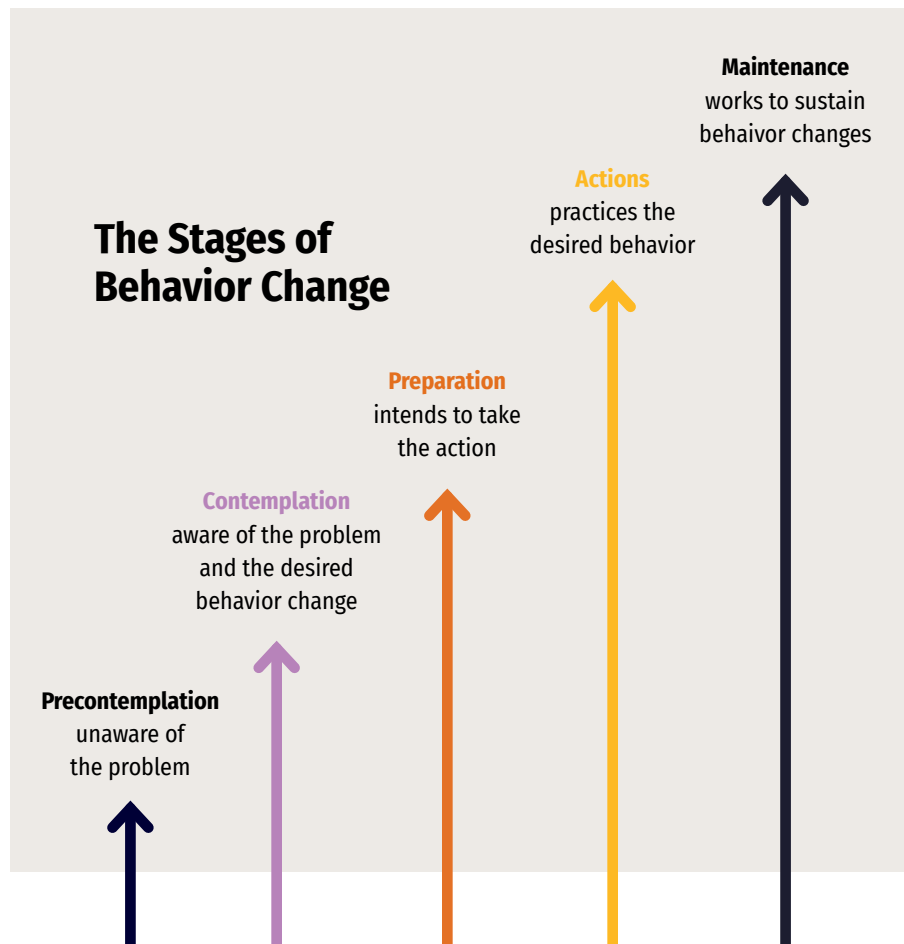 The Stages of
Behavior Change
Precontemplation
unaware of
the problem
Contemplation
aware of the problem
and the desired
behavior change
Preparation
intends to take
the action
Actions
practices the
desired behavior
Maintenance
works to sustain
behaivor changes